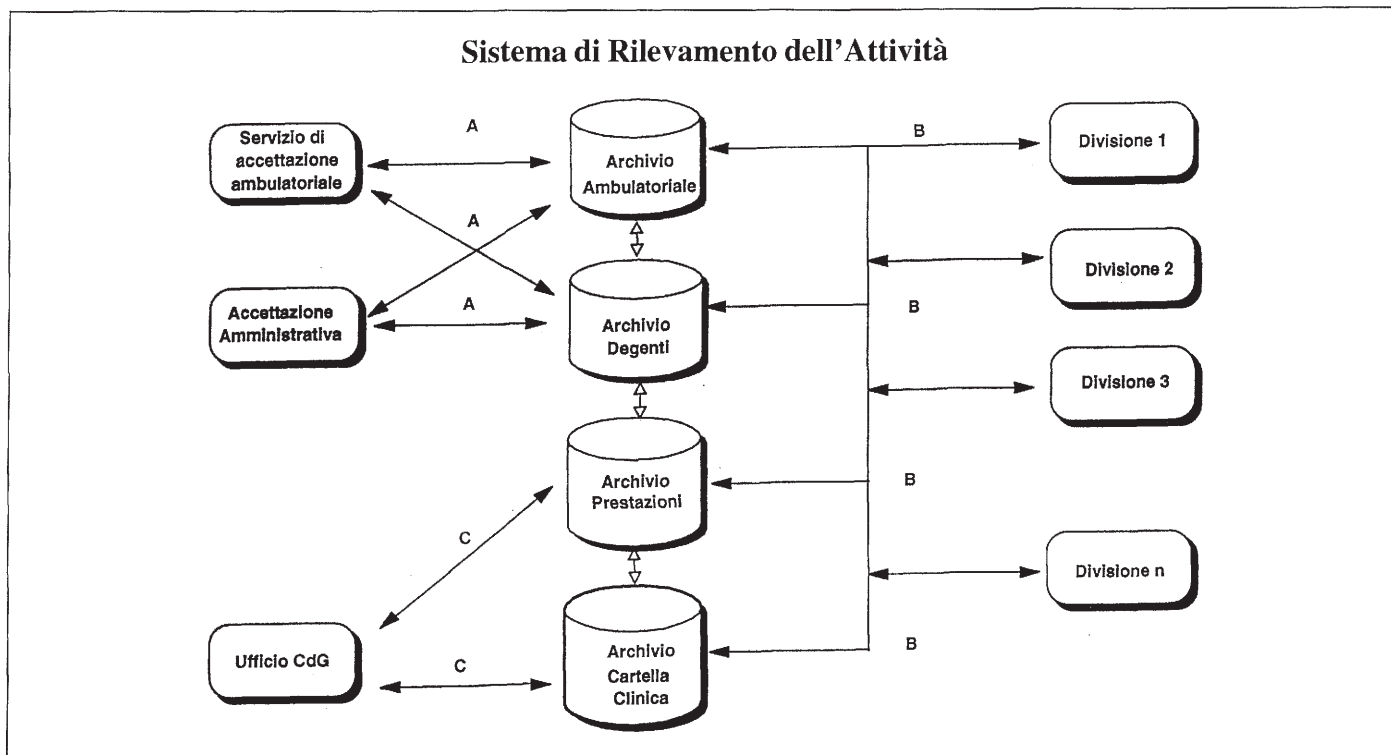 Sistema di Rilevamento dell'Attività
Servizio di
accettazione
ambulatoriale
A
Archivio
Ambulatoriale
B
Divisione 1
A
Divisione 2
Accettazione
Amministrativa
A
Archivio
Degenti
B
Divisione 3
Archivio
Prestazioni
B
C
Divisione n
Ufficio CdG
C
Archivio
Cartella
Clinica
B